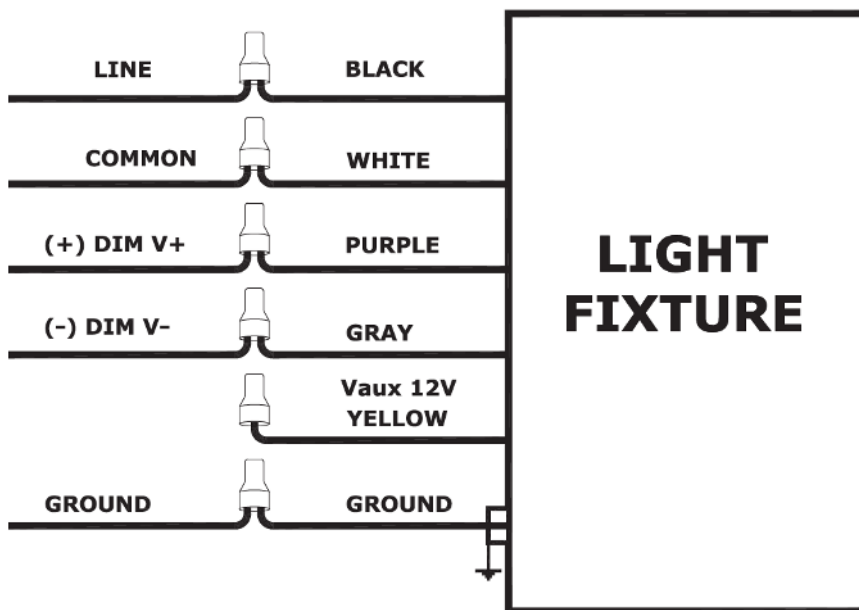 LINE BLACK
COMMON WHITE
(+) DIM V+ PURPLE
(-) DIM V- GRAY
Vaux 12V
YELLOW
GROUND GROUND
LIGHT
FIXTURE